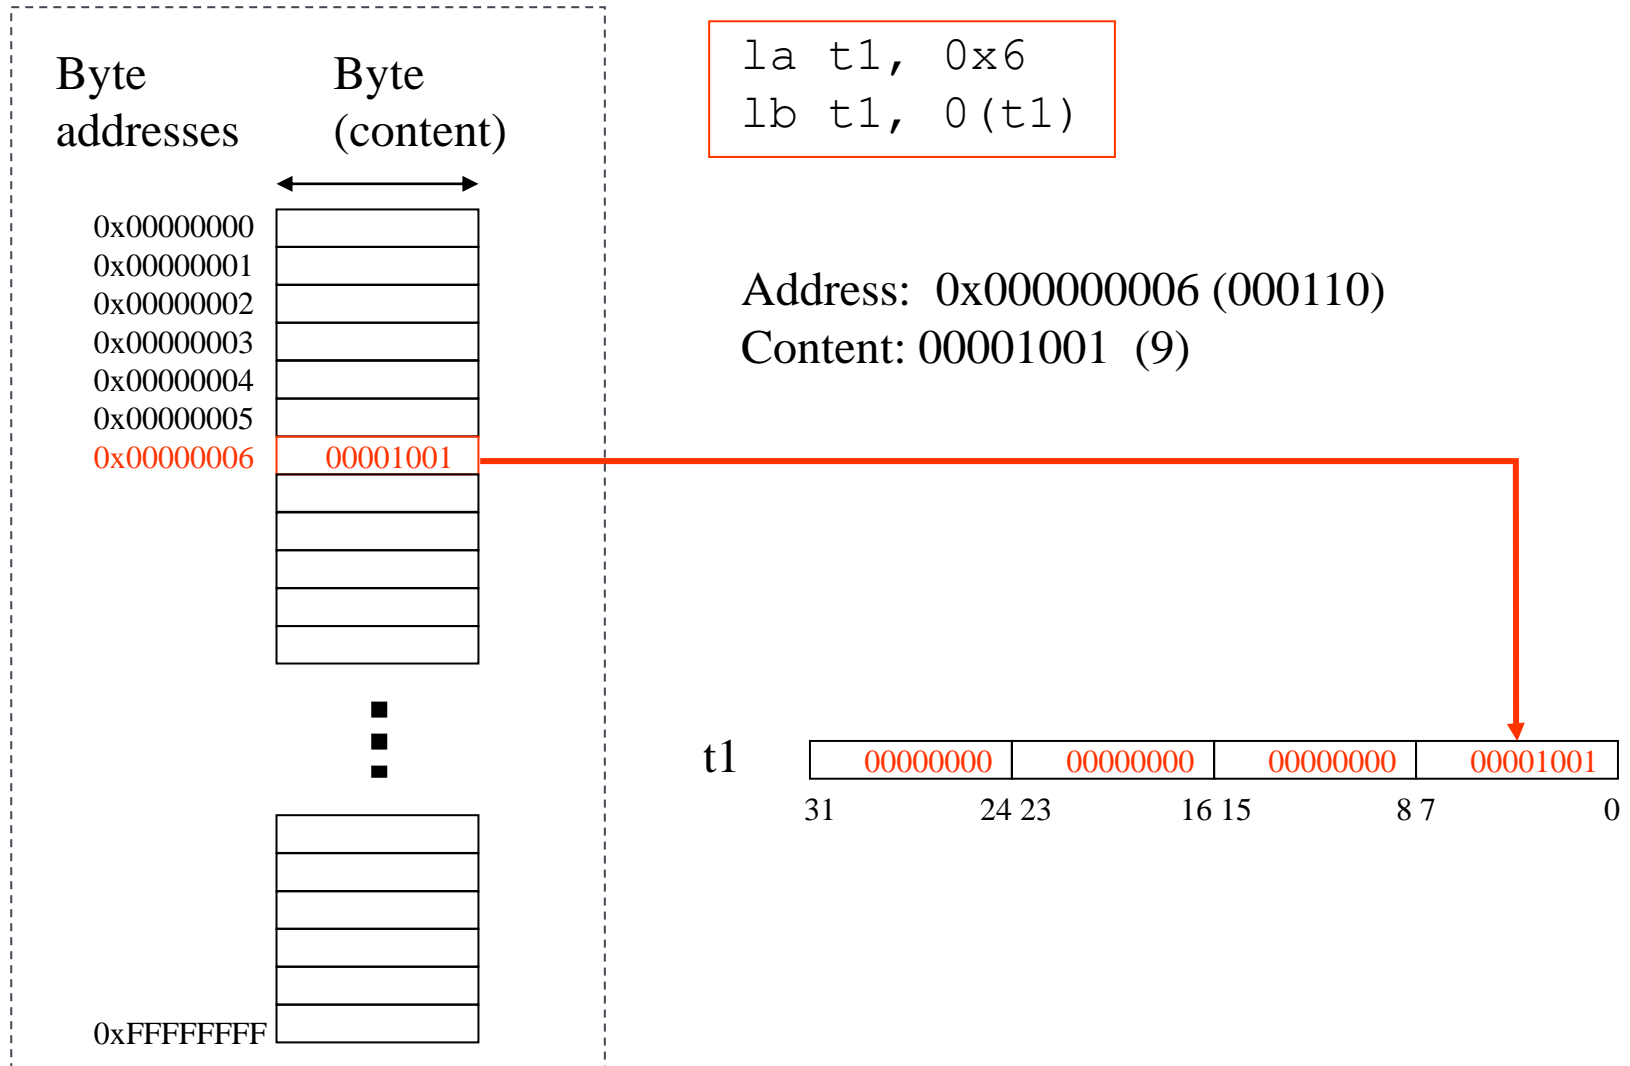 Byte addresses
Byte (content)
la t1, 0x6
lb t1, 0(t1)
0x00000000
0x00000001
0x00000002
0x00000003
0x00000004
0x00000005
0x00000006 00001001
0xFFFFFFFF
Address: 0x000000006 (000110)
Content: 00001001 (9)
t1 00000000 00000000 00000000 00001001
31 24 23 16 15 8 7 0